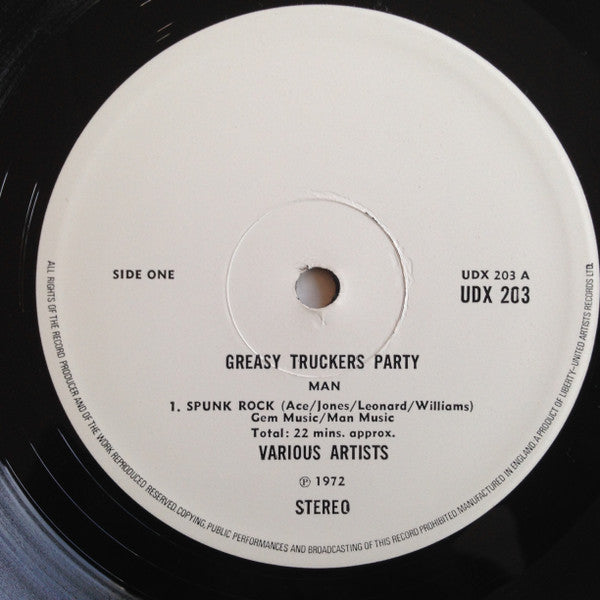 SIDE ONE
UDX 203 A
UDX 203
GREASY TRUCKERS PARTY
MAN
1. SPUNK ROCK (Ace/Jones/Leonard/Williams)
Gem Music/Man Music
Total: 22 mins. approx.
VARIOUS ARTISTS
℗ 1972
STEREO
ALL RIGHTS OF THE RECORD PRODUCER AND OF THE OWNER OF THE WORK REPRODUCED RESERVED. COPYING, PUBLIC PERFORMANCES AND BROADCASTING OF THIS RECORD PROHIBITED. MANUFACTURED IN ENGLAND. A PRODUCT OF LIBERTY-UNITED ARTISTS RECORDS LTD.